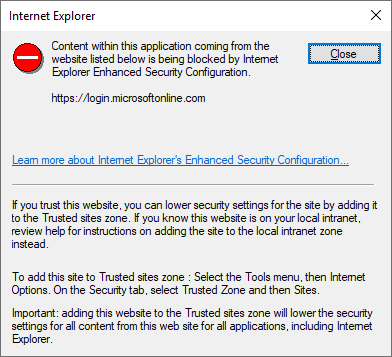 Internet Explorer
Content within this application coming from the
website listed below is being blocked by Internet
Explorer Enhanced Security Configuration.
Close
https://login.microsoftonline.com
Learn more about Internet Explorer's Enhanced Security Configuration...
If you trust this website, you can lower security settings for the site by adding it
to the Trusted sites zone. If you know this website is on your local intranet,
review help for instructions on adding the site to the local intranet zone
instead.
To add this site to Trusted sites zone : Select the Tools menu, then Internet
Options. On the Security tab, select Trusted Zone and then Sites.
Important: adding this website to the Trusted sites zone will lower the security
settings for all content from this web site for all applications, including Internet
Explorer.